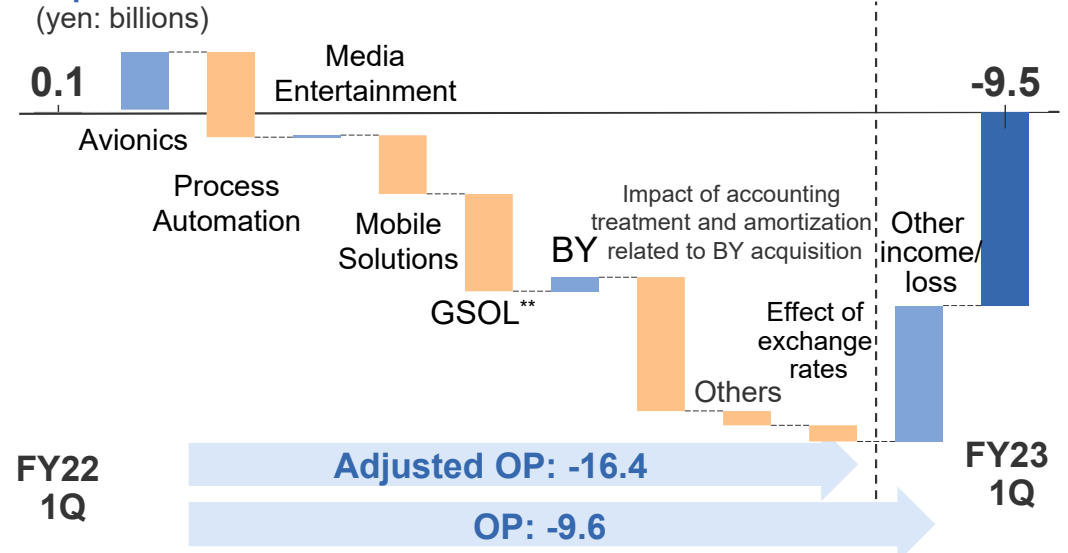 (yen: billions)
0.1
Media
Entertainment
-9.5
Avionics
Process
Automation
Mobile
Solutions
GSOL**
BY
Impact of accounting
treatment and amortization
related to BY acquisition
Others
Effect of
exchange
rates
Other
income/
loss
FY22
1Q
Adjusted OP: -16.4
OP: -9.6
FY23
1Q